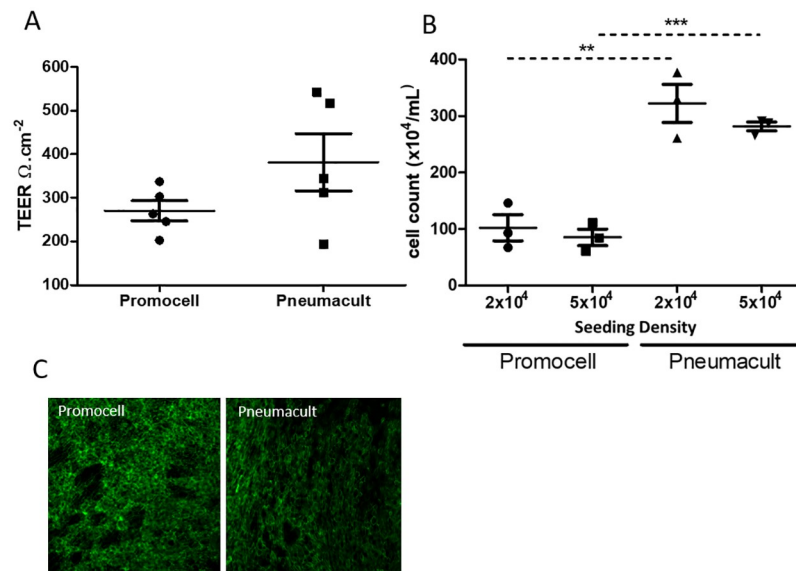 A
TEER Ω.cm⁻²
600
500
400
300
200
100
Promocell Pneumacult
B
** ***
cell count (x10⁴/mL)
400
300
200
100
0
2x10⁴ 5x10⁴ 2x10⁴ 5x10⁴
Seeding Density
Promocell Pneumacult
C
Promocell Pneumacult